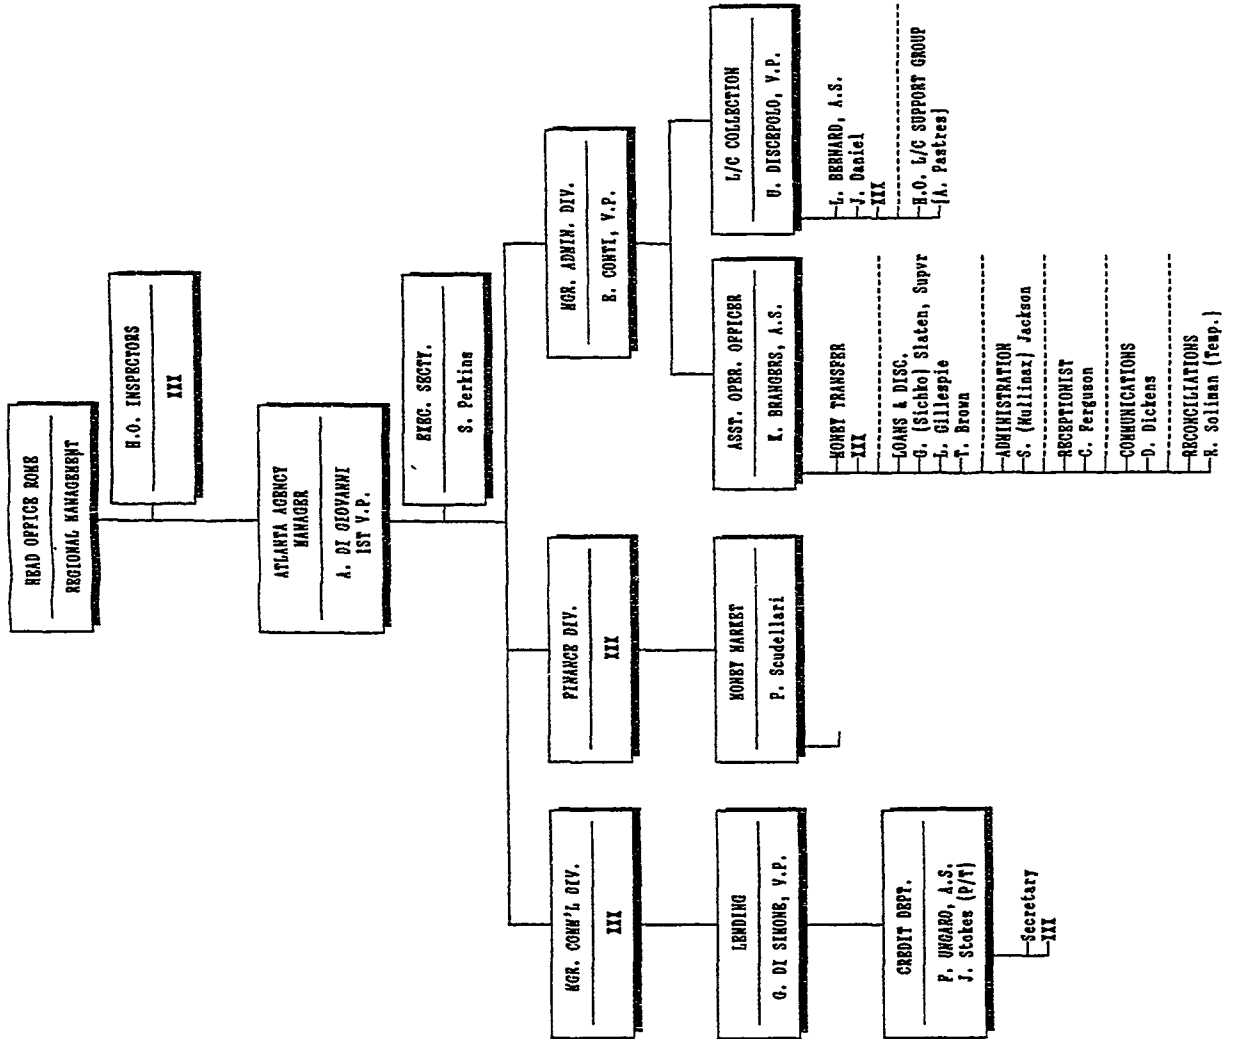 HEAD OFFICE ROME
REGIONAL MANAGEMENT
H.O. INSPECTORS
XXX
ATLANTA AGENCY
MANAGER
A. DI GIOVANNI
1ST V.P.
EXEC. SECTY.
S. Perkins
MGR. COMM'L DIV.
XXX
FINANCE DIV.
XXX
MGR. ADMIN. DIV.
E. CONTI, V.P.
LENDING
G. DI SIMONE, V.P.
MONEY MARKET
P. Scudellari
ASST. OPER. OFFICER
K. BRANGERS, A.S.
L/C COLLECTION
U. DISCEPOLO, V.P.
CREDIT DEPT.
P. UNGARO, A.S.
J. Stokes (P/T)
Secretary
XXX
MONEY TRANSFER
XXX
LOANS & DISC.
G. (Sichko) Slaten, Supvr
L. Gillespie
T. Brown
ADMINISTRATION
S. (Mullinax) Jackson
RECEPTIONIST
C. Ferguson
COMMUNICATIONS
D. Dickens
RECONCILIATIONS
R. Soliman (Temp.)
L. BERNARD, A.S.
J. Daniel
XXX
H.O. L/C SUPPORT GROUP
[A. Pastres]